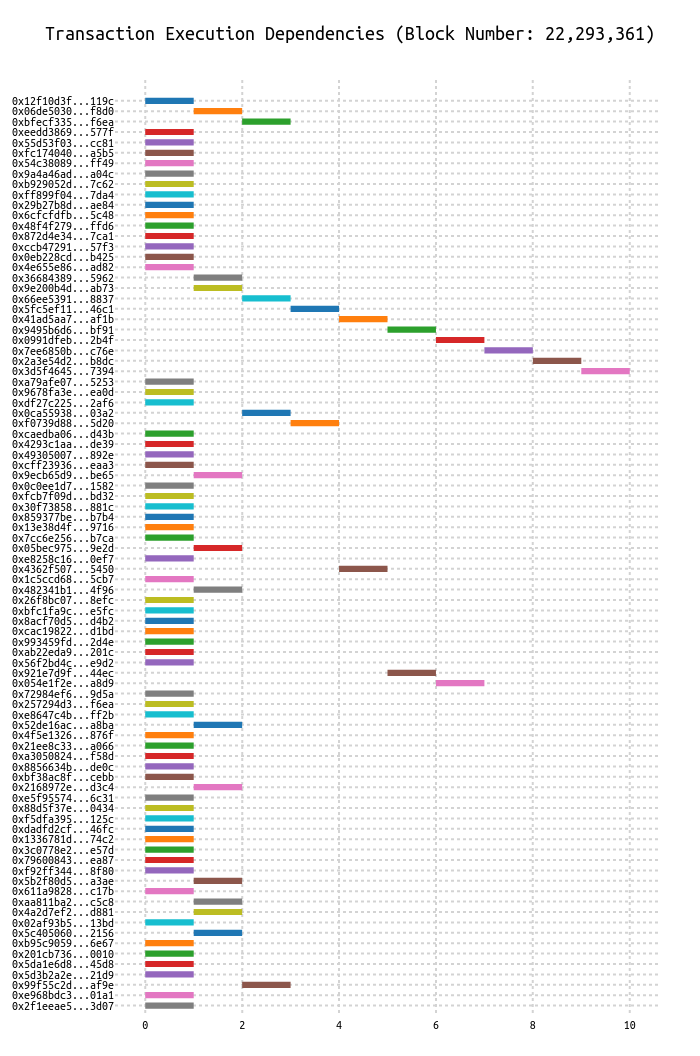 Transaction Execution Dependencies (Block Number: 22,293,361)
0x12f10d3f...119c
0x06de5030...f8d0
0xbfecf335...f6ea
0xeedd3869...577f
0x55d53f03...cc81
0xfc174040...a5b5
0x54c38089...ff49
0x9a4a46ad...a04c
0xb929052d...7c62
0xff899f04...7da4
0x29b27b8d...ae84
0x6cfcfdfb...5c48
0x48f4f279...ffd6
0x872d4e34...7ca1
0xccb47291...57f3
0x0eb228cd...b425
0x4e655e86...ad82
0x36684389...5962
0x9e200b4d...ab73
0x66ee5391...8837
0x5fc5ef11...46c1
0x41ad5aa7...af1b
0x9495b6d6...bf91
0x0991dfeb...2b4f
0x7ee6850b...c76e
0x2a3e54d2...b8dc
0x3d5f4645...7394
0xa79afe07...5253
0x9678fa3e...ea0d
0xdf27c225...2af6
0x0ca55938...03a2
0xf0739d88...5d20
0xcaedba06...d43b
0x4293c1aa...de39
0x49305007...892e
0xcff23936...eaa3
0x9ecb65d9...be65
0x0c0ee1d7...1582
0xfcb7f09d...bd32
0x30f73858...881c
0x859377be...b7b4
0x13e38d4f...9716
0x7cc6e256...b7ca
0x05bec975...9e2d
0xe8258c16...0ef7
0x4362f507...5450
0x1c5ccd68...5cb7
0x482341b1...4f96
0x26f8bc07...8efc
0xbfc1fa9c...e5fc
0x8acf70d5...d4b2
0xcac19822...d1bd
0x993459fd...2d4e
0xab22eda9...201c
0x56f2bd4c...e9d2
0x921e7d9f...44ec
0x054e1f2e...a8d9
0x72984ef6...9d5a
0x257294d3...f6ea
0xe8647c4b...ff2b
0x52de16ac...a8ba
0x4f5e1326...876f
0x21ee8c33...a066
0xa3050824...f58d
0x8856634b...de0c
0xbf38ac8f...cebb
0x2168972e...d3c4
0xe5f95574...6c31
0x88d5f37e...0434
0xf5dfa395...125c
0xdadfd2cf...46fc
0x1336781d...74c2
0x3c0778e2...e57d
0x79600843...ea87
0xf92ff344...8f80
0x5b2f80d5...a3ae
0x611a9828...c17b
0xaa811ba2...c5c8
0x4a2d7ef2...d881
0x02af93b5...13bd
0x5c405060...2156
0xb95c9059...6e67
0x201cb736...0010
0x5da1e6d8...45d8
0x5d3b2a2e...21d9
0x99f55c2d...af9e
0xe968bdc3...01a1
0x2f1eeae5...3d07
0 2 4 6 8 10